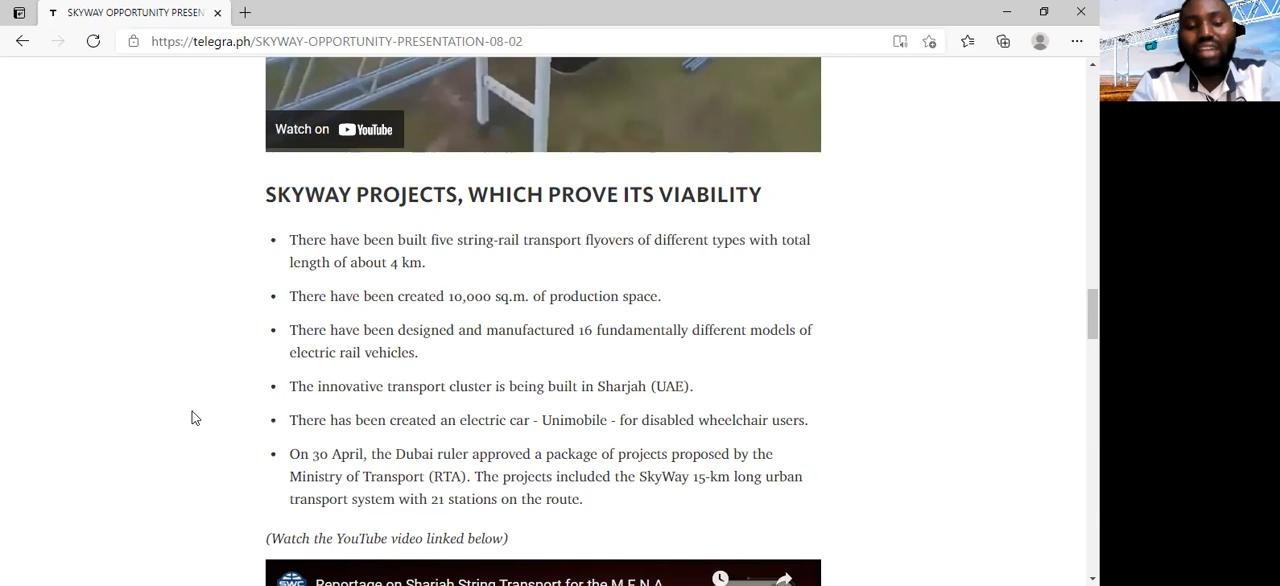 SKYWAY OPPORTUNITY PRESEN
https://telegra.ph/SKYWAY-OPPORTUNITY-PRESENTATION-08-02
Watch on YouTube
SKYWAY PROJECTS, WHICH PROVE ITS VIABILITY
• There have been built five string-rail transport flyovers of different types with total
length of about 4 km.
• There have been created 10,000 sq.m. of production space.
• There have been designed and manufactured 16 fundamentally different models of
electric rail vehicles.
• The innovative transport cluster is being built in Sharjah (UAE).
• There has been created an electric car - Unimobile - for disabled wheelchair users.
• On 30 April, the Dubai ruler approved a package of projects proposed by the
Ministry of Transport (RTA). The projects included the SkyWay 15-km long urban
transport system with 21 stations on the route.
(Watch the YouTube video linked below)
SWC Reportage on Sharjah String Transport for the M.E.N.A.